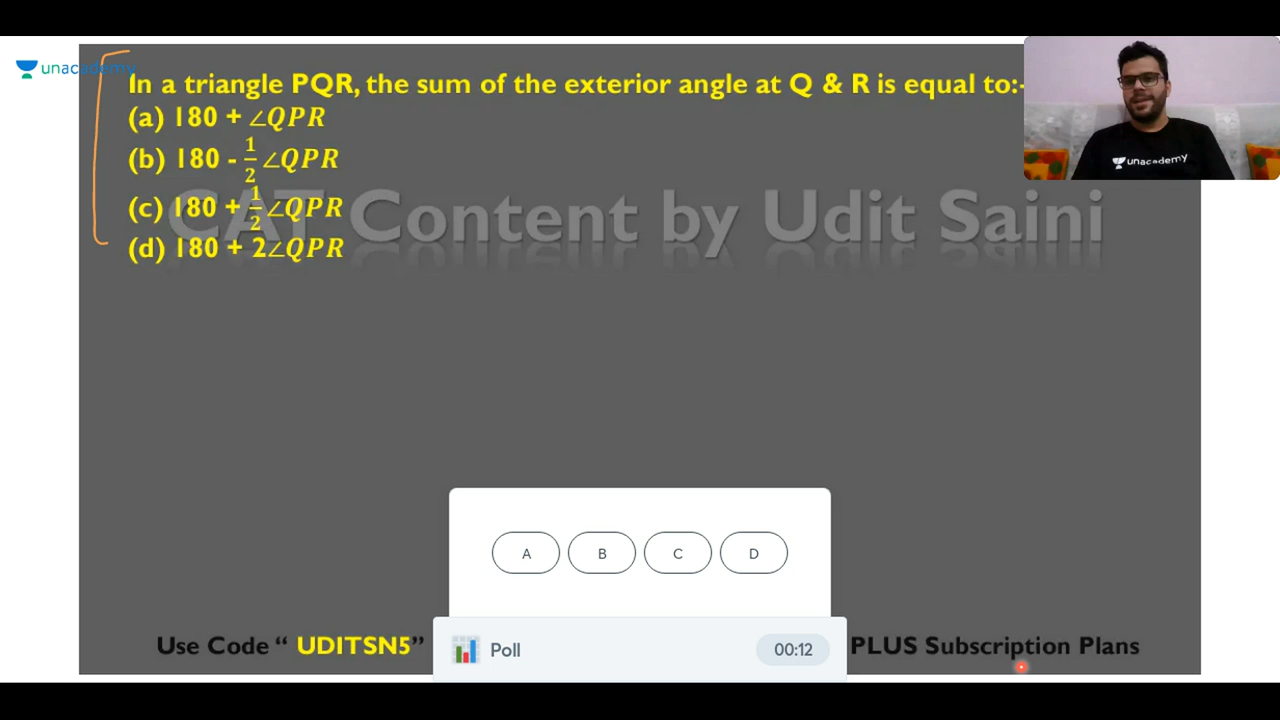 unacademy
In a triangle PQR, the sum of the exterior angle at Q & R is equal to:-
(a) 180 + ∠QPR
(b) 180 - 1/2 ∠QPR
(c) 180 + 1/2 ∠QPR
(d) 180 + 2∠QPR
CAT Content by Udit Saini
unacademy
A B C D
Use Code “ UDITSN5” PLUS Subscription Plans
Poll 00:12